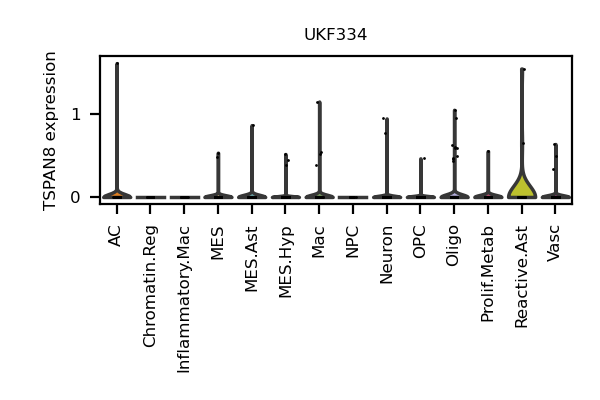 UKF334
TSPAN8 expression
1
0
AC
Chromatin.Reg
Inflammatory.Mac
MES
MES.Ast
MES.Hyp
Mac
NPC
Neuron
OPC
Oligo
Prolif.Metab
Reactive.Ast
Vasc